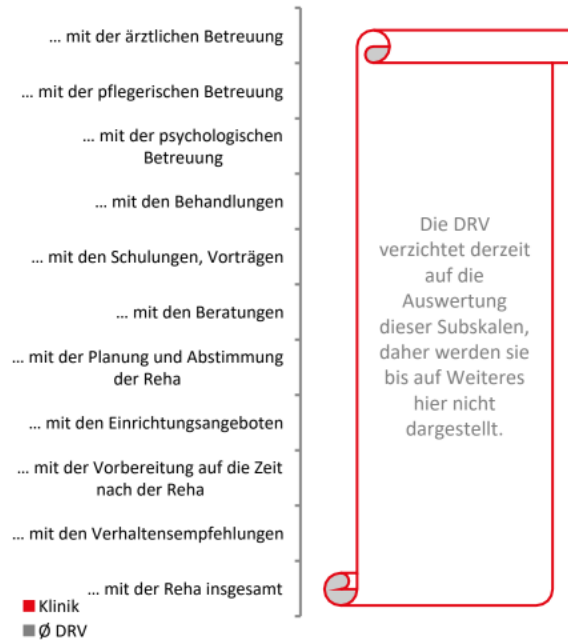 ... mit der ärztlichen Betreuung
... mit der pflegerischen Betreuung
... mit der psychologischen
Betreuung
... mit den Behandlungen
... mit den Schulungen, Vorträgen
... mit den Beratungen
... mit der Planung und Abstimmung
der Reha
... mit den Einrichtungsangeboten
... mit der Vorbereitung auf die Zeit
nach der Reha
... mit den Verhaltensempfehlungen
... mit der Reha insgesamt
Klinik
Ø DRV
Die DRV
verzichtet derzeit
auf die
Auswertung
dieser Subskalen,
daher werden sie
bis auf Weiteres
hier nicht
dargestellt.